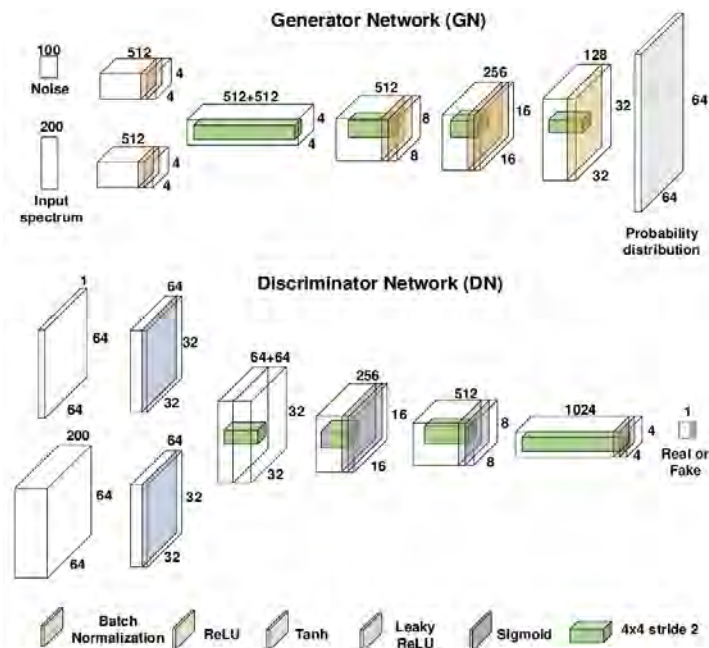 Generator Network (GN)
100
Noise
512
4
4
200
Input
spectrum
512
4
4
512+512
4
4
512
8
8
256
16
16
128
32
32
64
64
Probability
distribution
Discriminator Network (DN)
1
64
64
64
32
32
200
64
64
64
32
32
64+64
32
32
256
16
16
512
8
8
1024
4
4
1
Real or
Fake
Batch
Normalization
ReLU
Tanh
Leaky
ReLU
Sigmoid
4x4 stride 2